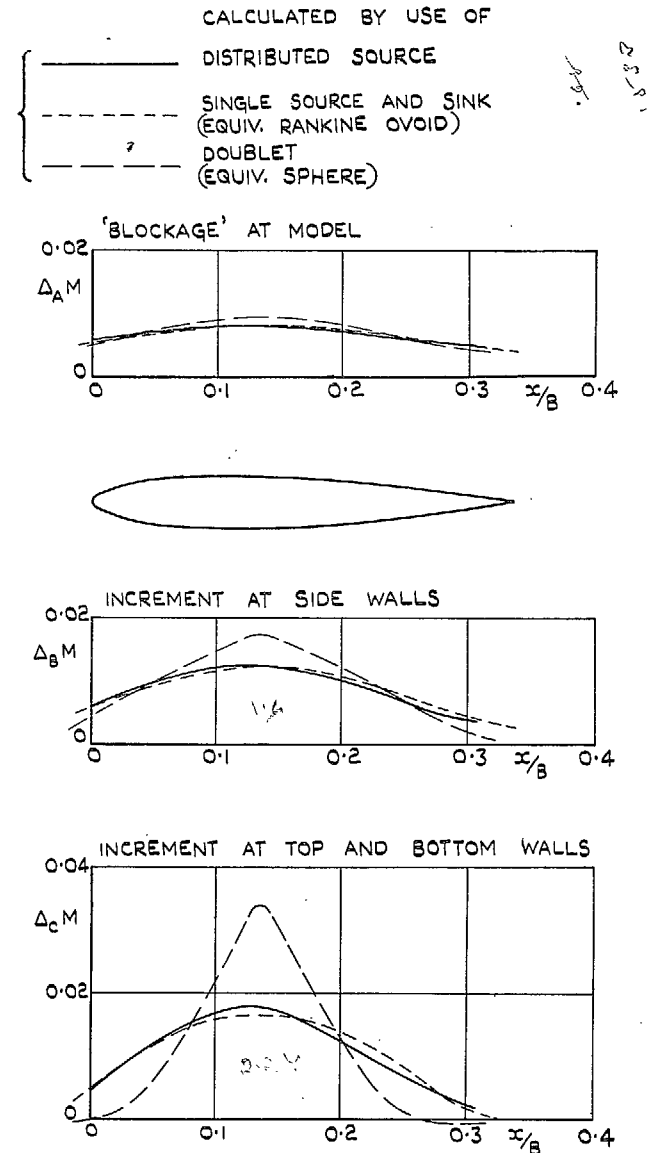 CALCULATED BY USE OF
DISTRIBUTED SOURCE
SINGLE SOURCE AND SINK
(EQUIV. RANKINE OVOID)
DOUBLET
(EQUIV. SPHERE)
'BLOCKAGE' AT MODEL
0·02
Δ_A M
0
0 0·1 0·2 0·3 x/B 0·4
INCREMENT AT SIDE WALLS
0·02
Δ_B M
0
0 0·1 0·2 0·3 x/B 0·4
INCREMENT AT TOP AND BOTTOM WALLS
0·04
Δ_C M
0·02
0
0 0·1 0·2 0·3 x/B 0·4